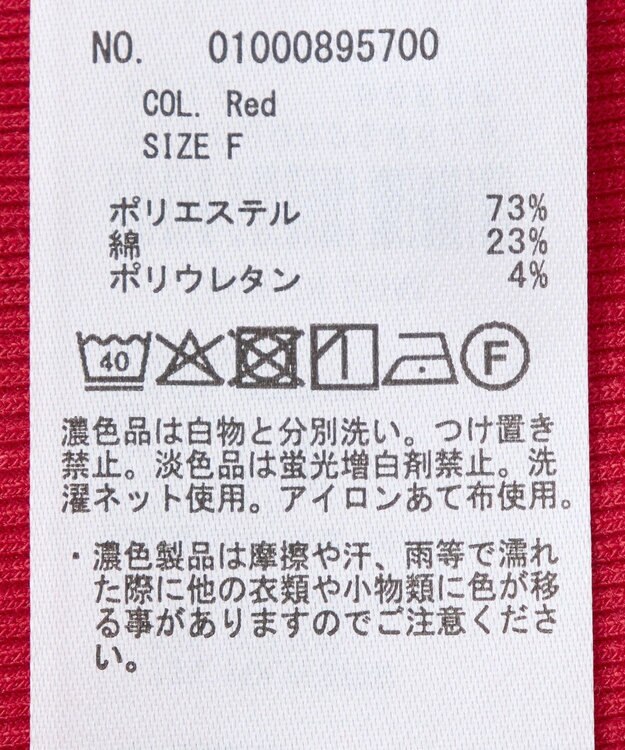 NO. 01000895700
COL. Red
SIZE F
ポリエステル 73%
綿 23%
ポリウレタン 4%
40 F
濃色品は白物と分別洗い。つけ置き
禁止。淡色品は蛍光増白剤禁止。洗
濯ネット使用。アイロンあて布使用。
・濃色製品は摩擦や汗、雨等で濡れ
た際に他の衣類や小物類に色が移
る事がありますのでご注意くださ
い。